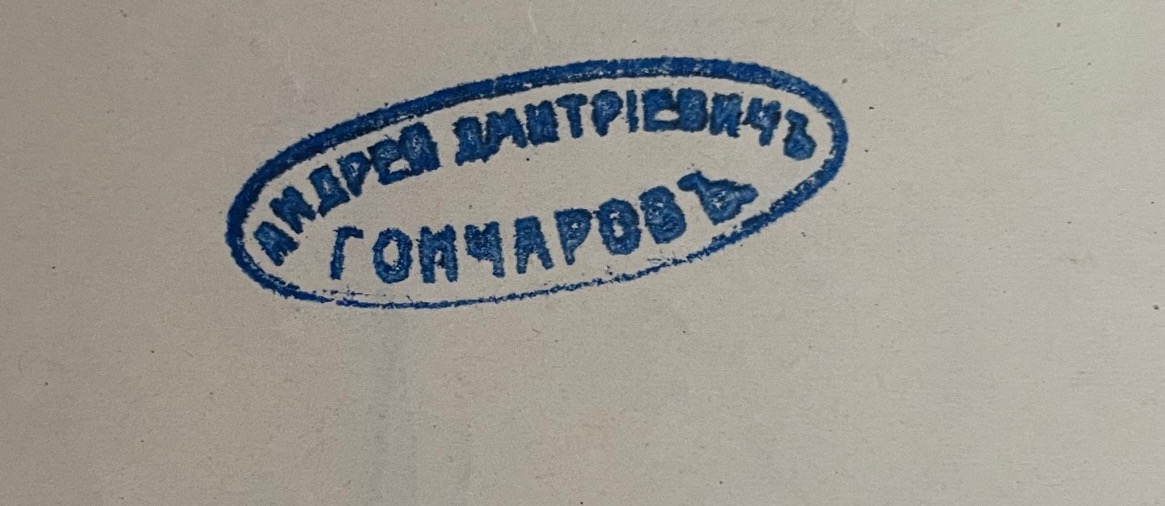 АНДРЕЙ ДМИТРІЕВИЧЪ
ГОНЧАРОВЪ